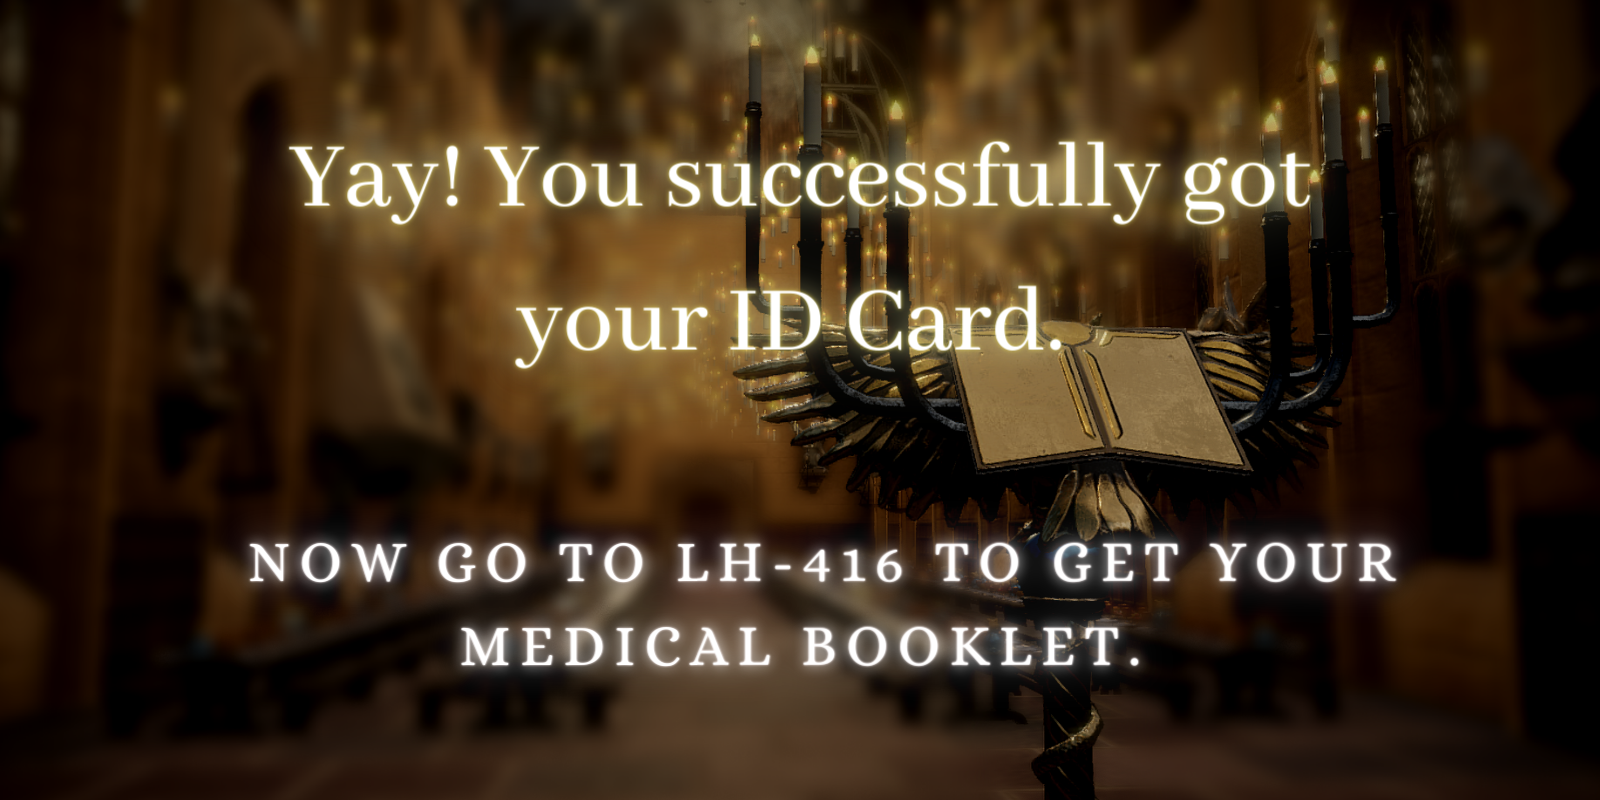 Yay! You successfully got
your ID Card.
NOW GO TO LH-416 TO GET YOUR
MEDICAL BOOKLET.